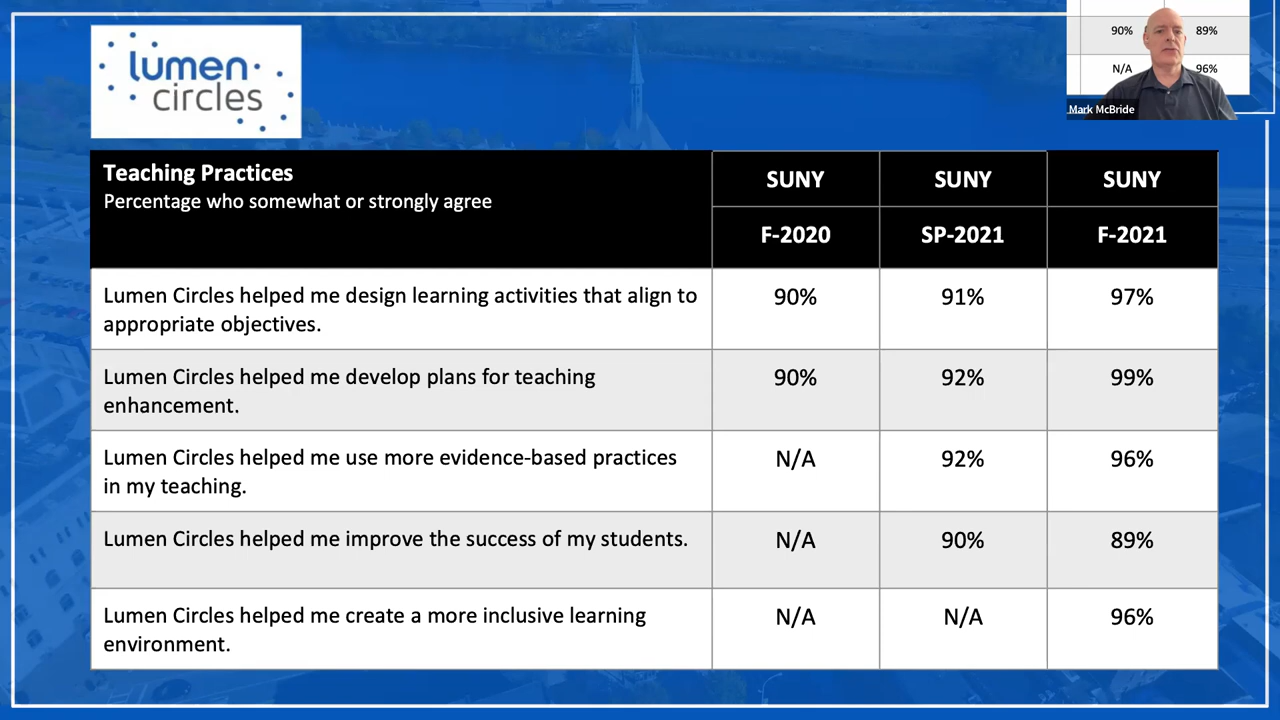 lumen
circles
90% 89%
N/A 96%
Mark McBride
Teaching Practices
Percentage who somewhat or strongly agree
SUNY SUNY SUNY
F-2020 SP-2021 F-2021
Lumen Circles helped me design learning activities that align to
appropriate objectives.
90% 91% 97%
Lumen Circles helped me develop plans for teaching
enhancement.
90% 92% 99%
Lumen Circles helped me use more evidence-based practices
in my teaching.
N/A 92% 96%
Lumen Circles helped me improve the success of my students.
N/A 90% 89%
Lumen Circles helped me create a more inclusive learning
environment.
N/A N/A 96%